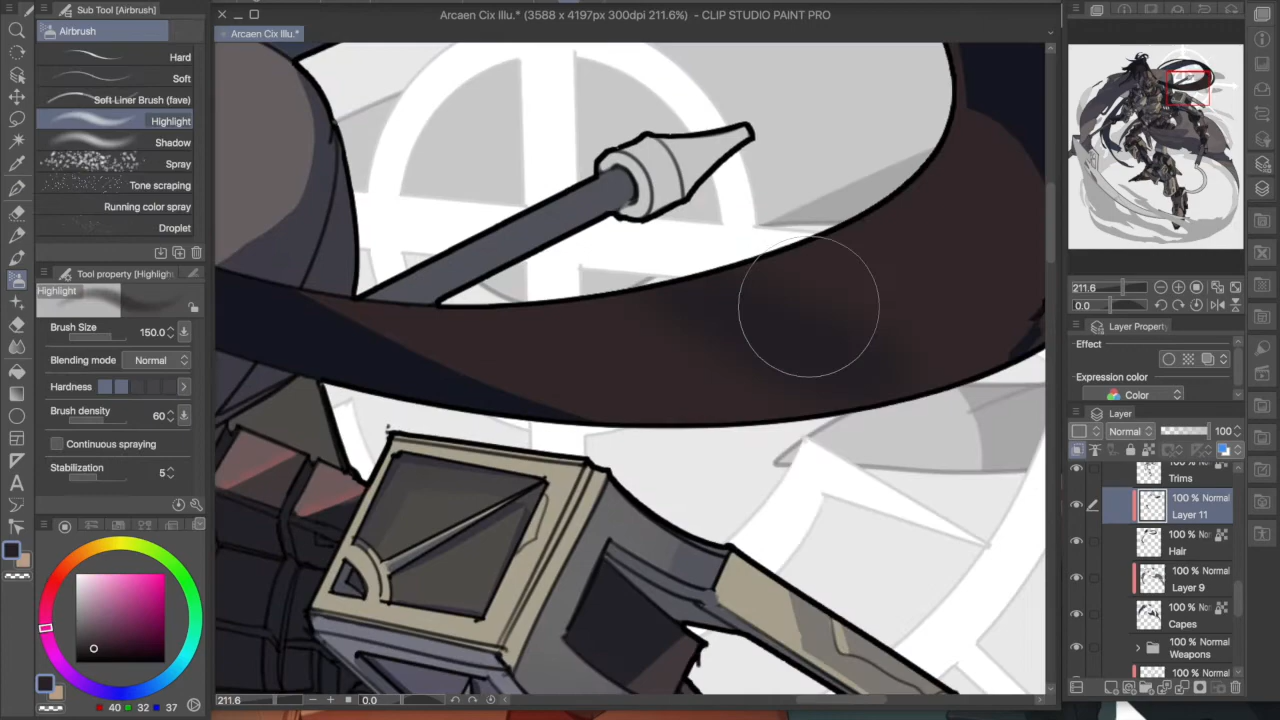 Sub Tool [Airbrush]
Airbrush
Hard
Soft
Soft Liner Brush (fave)
Highlight
Shadow
Spray
Tone scraping
Running color spray
Droplet
Tool property [Highligh
Highlight
Brush Size 150.0
Blending mode Normal
Hardness
Brush density 60
Continuous spraying
Stabilization 5
40 32 37
Arcaen Cix Illu.* (3588 x 4197px 300dpi 211.6%) - CLIP STUDIO PAINT PRO
Arcaen Cix Illu.*
211.6 0.0
211.6
0.0
Layer Propert
Effect
Expression color
Color
Layer
Normal 100
100 % Normal
Trims
100 % Normal
Layer 11
100 % Normal
Hair
100 % Normal
Layer 9
100 % Normal
Capes
100 % Normal
Weapons
100 % Normal